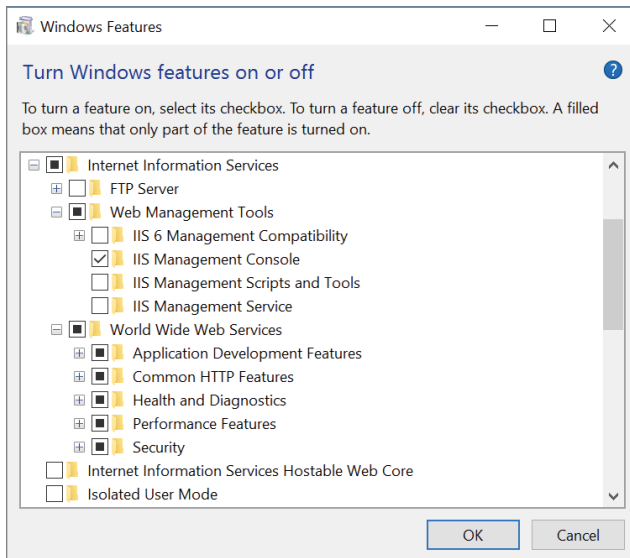 Windows Features
Turn Windows features on or off
To turn a feature on, select its checkbox. To turn a feature off, clear its checkbox. A filled
box means that only part of the feature is turned on.
Internet Information Services
FTP Server
Web Management Tools
IIS 6 Management Compatibility
IIS Management Console
IIS Management Scripts and Tools
IIS Management Service
World Wide Web Services
Application Development Features
Common HTTP Features
Health and Diagnostics
Performance Features
Security
Internet Information Services Hostable Web Core
Isolated User Mode
OK Cancel